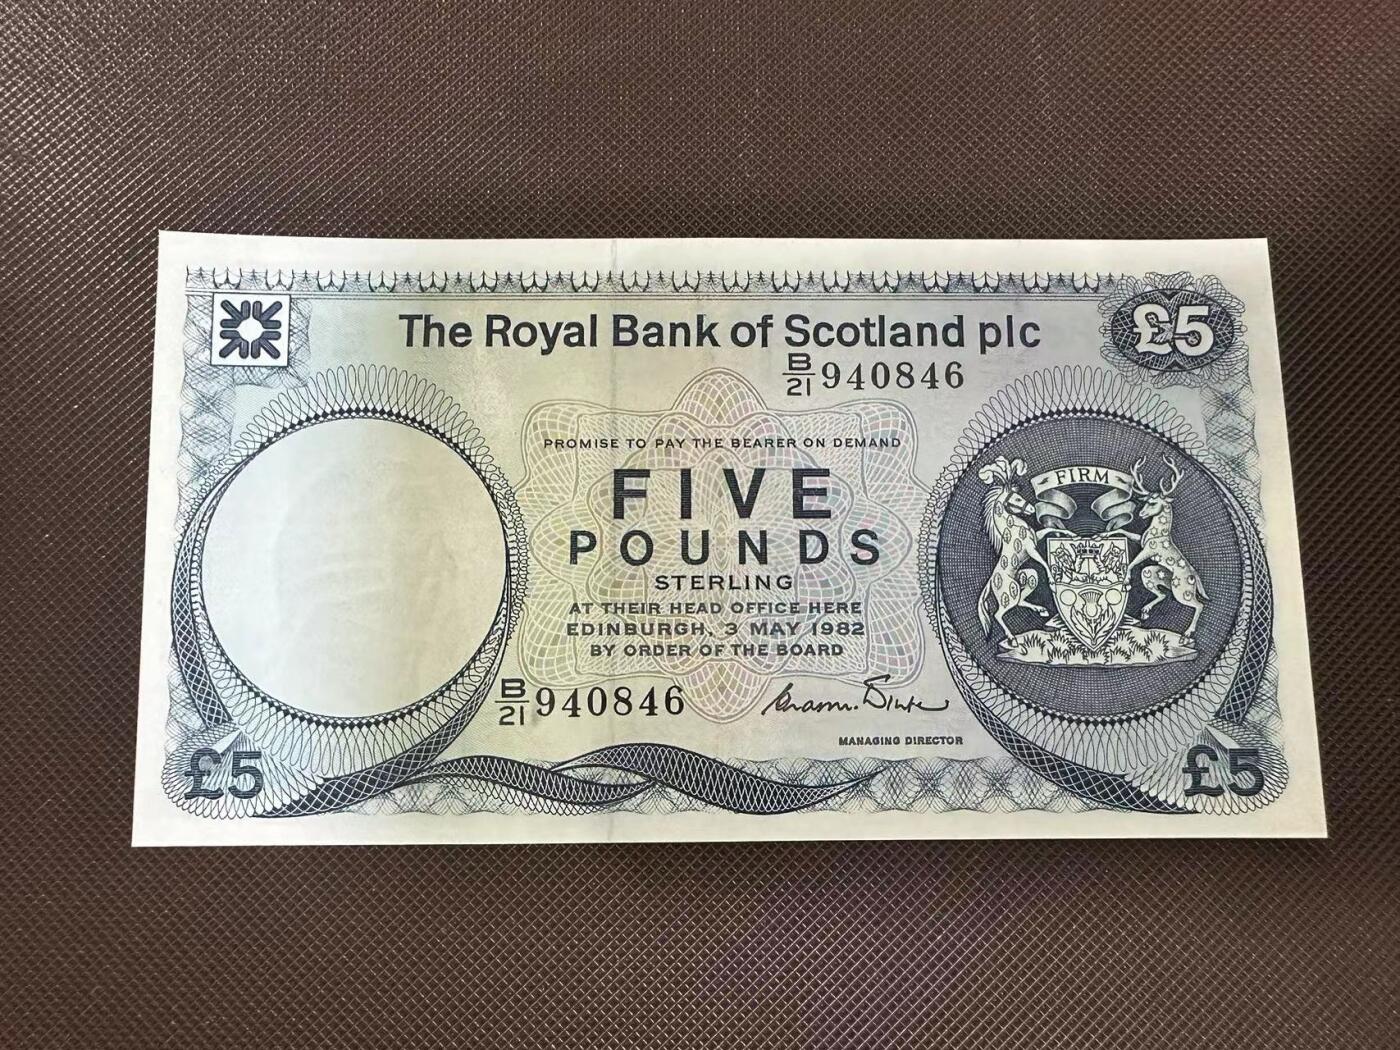 The Royal Bank of Scotland plc
£5
B/21 940846
PROMISE TO PAY THE BEARER ON DEMAND
FIVE
POUNDS
STERLING
AT THEIR HEAD OFFICE HERE
EDINBURGH, 3 MAY 1982
BY ORDER OF THE BOARD
FIRM
B/21 940846
MANAGING DIRECTOR
£5
£5